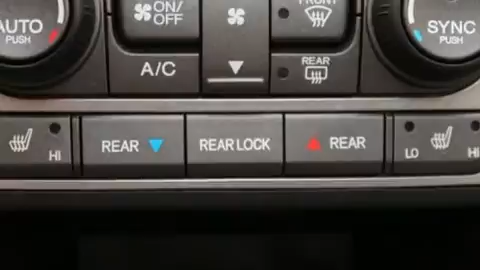 AUTO
PUSH
ON/
OFF
FRONT
SYNC
PUSH
A/C
REAR
HI
REAR
REAR LOCK
REAR
LO
HI